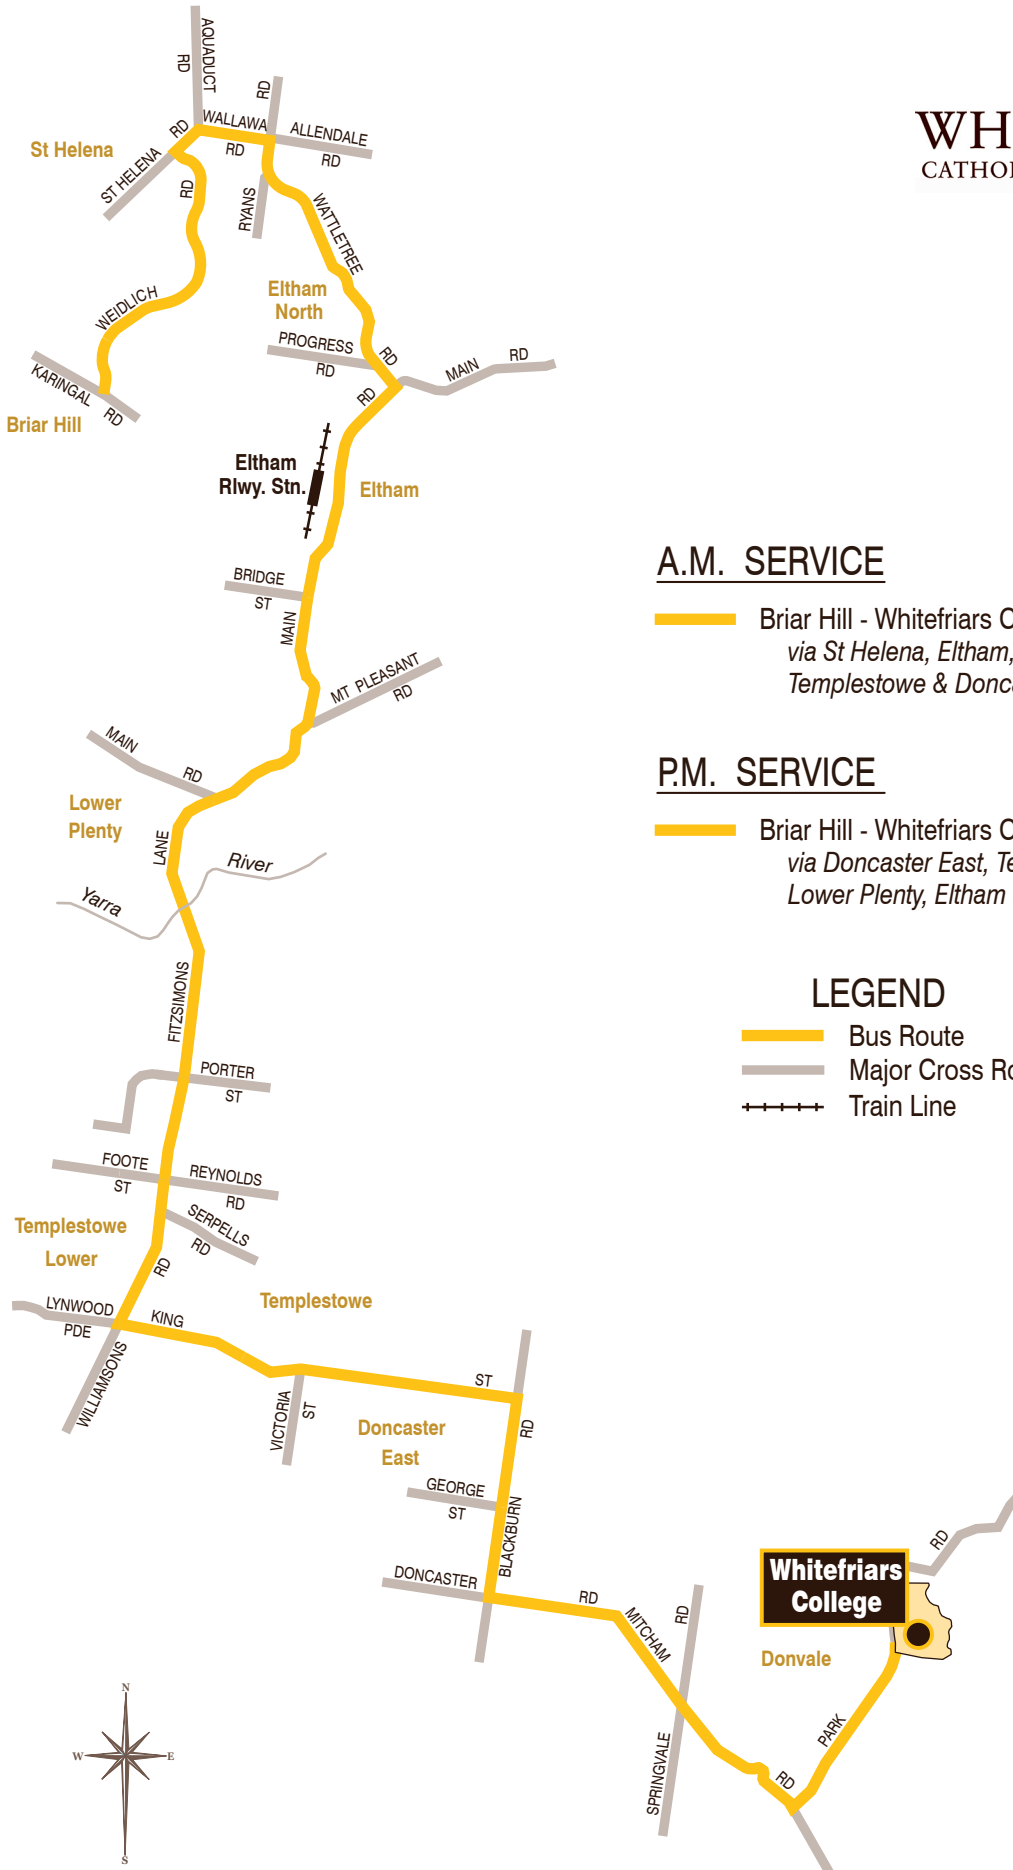 AQUADUCT
RD
RD
WALLAWA
RD
ALLENDALE
RD
RD
St Helena
ST HELENA
RD
RYANS
WATTLETREE
WEIDLICH
Eltham
North
PROGRESS
RD
RD
MAIN
RD
KARINGAL
RD
RD
Briar Hill
Eltham
Rlwy. Stn.
Eltham
BRIDGE
ST
MAIN
MT PLEASANT
RD
MAIN
RD
Lower
Plenty
LANE
River
Yarra
FITZSIMONS
PORTER
ST
FOOTE
ST
REYNOLDS
RD
SERPELLS
RD
Templestowe
Lower
RD
LYNWOOD
PDE
KING
Templestowe
WILLIAMSONS
VICTORIA
ST
ST
RD
Doncaster
East
GEORGE
ST
BLACKBURN
DONCASTER
RD
MITCHAM
RD
SPRINGVALE
RD
PARK
RD
Whitefriars
College
Donvale
N
W
E
S
WH
CATHOL
A.M. SERVICE
Briar Hill - Whitefriars
via St Helena, Eltham,
Templestowe & Donca
P.M. SERVICE
Briar Hill - Whitefriars
via Doncaster East, Te
Lower Plenty, Eltham
LEGEND
Bus Route
Major Cross Ro
Train Line